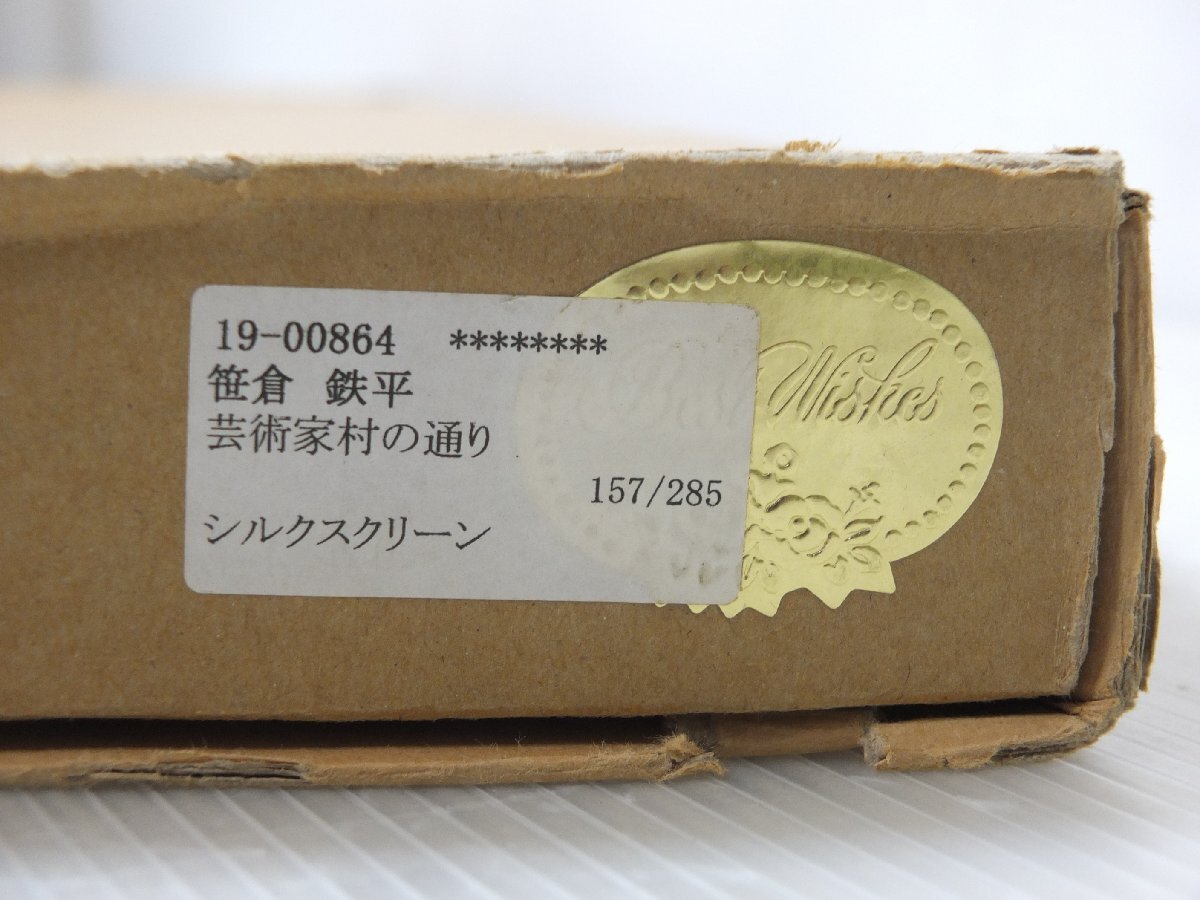 19-00864 ********
笹倉 鉄平
芸術家村の通り
157/285
シルクスクリーン
Best Wishes